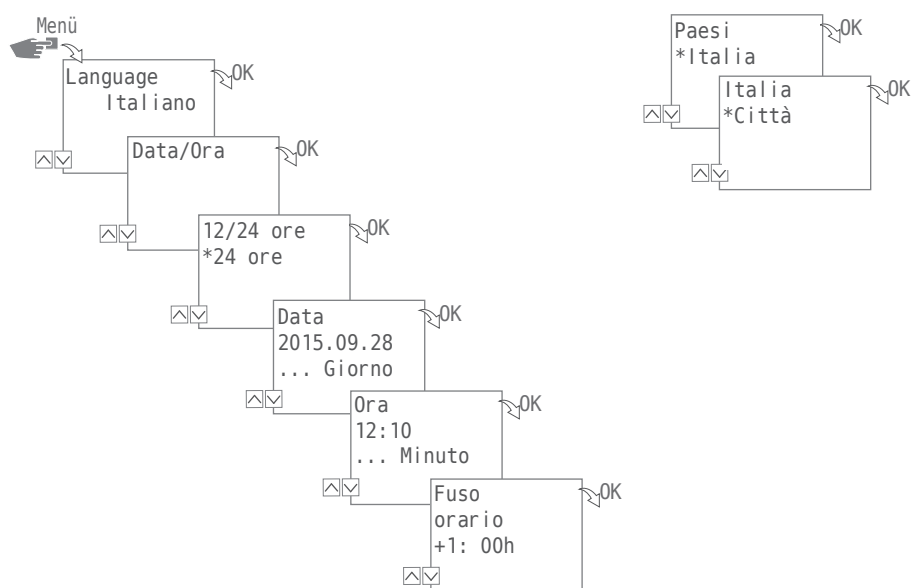 Menü
Language
Italiano
OK
Data/Ora
OK
12/24 ore
*24 ore
OK
Data
2015.09.28
... Giorno
OK
Ora
12:10
... Minuto
OK
Fuso
orario
+1: 00h
OK
Paesi
*Italia
OK
Italia
*Città
OK